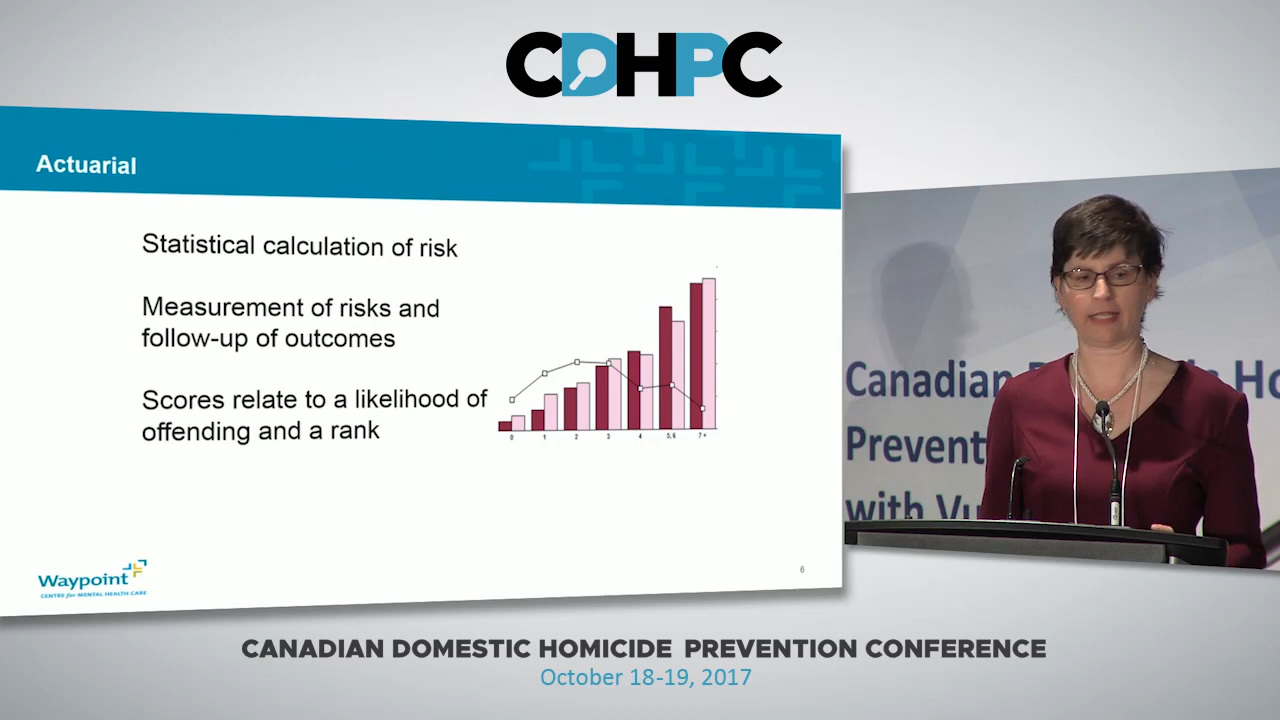 CDHPC
Actuarial
Statistical calculation of risk
Measurement of risks and
follow-up of outcomes
Scores relate to a likelihood of
offending and a rank
0 1 2 3 4 5, 6 7 +
Waypoint
CENTRE for MENTAL HEALTH CARE
6
Canadian
Prevent
with Vu
CANADIAN DOMESTIC HOMICIDE PREVENTION CONFERENCE
October 18-19, 2017